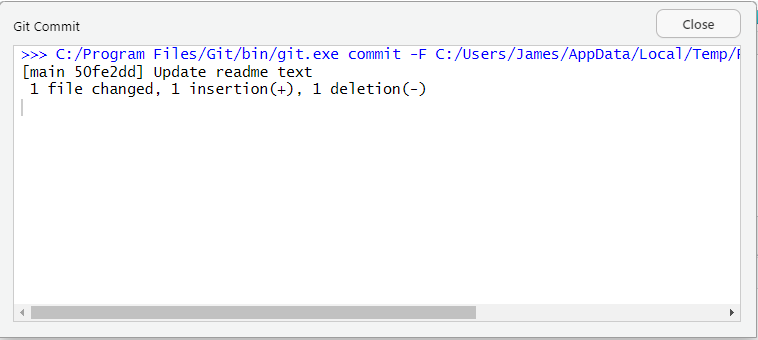 Git Commit
Close
>>> C:/Program Files/Git/bin/git.exe commit -F C:/Users/James/AppData/Local/Temp/
[main 50fe2dd] Update readme text
1 file changed, 1 insertion(+), 1 deletion(-)